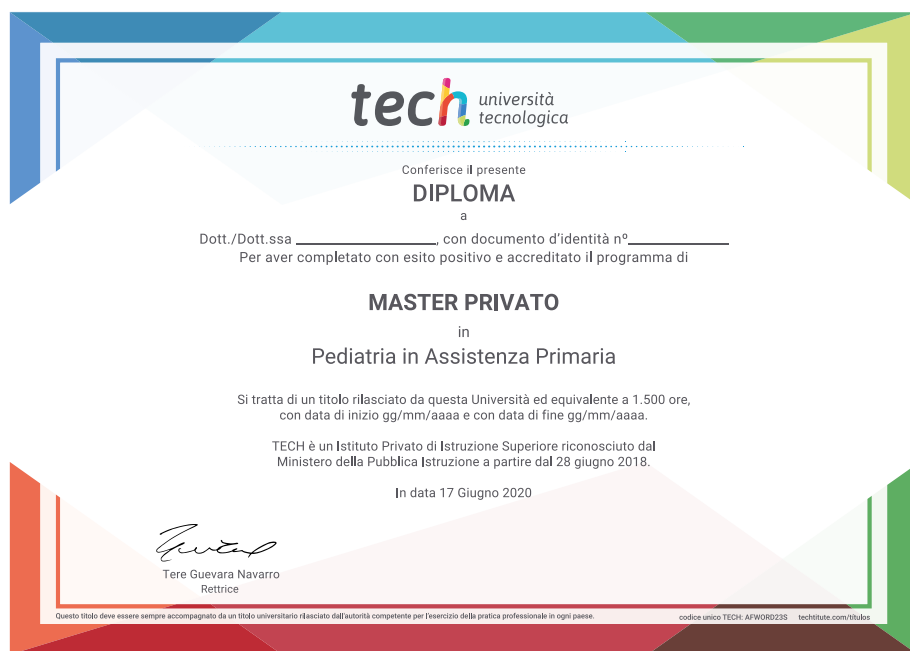 tech università
tecnologica
Conferisce il presente
DIPLOMA
a
Dott./Dott.ssa ________________, con documento d'identità nº____________
Per aver completato con esito positivo e accreditato il programma di
MASTER PRIVATO
in
Pediatria in Assistenza Primaria
Si tratta di un titolo rilasciato da questa Università ed equivalente a 1.500 ore,
con data di inizio gg/mm/aaaa e con data di fine gg/mm/aaaa.
TECH è un Istituto Privato di Istruzione Superiore riconosciuto dal
Ministero della Pubblica Istruzione a partire dal 28 giugno 2018.
In data 17 Giugno 2020
Tere Guevara Navarro
Rettrice
Questo titolo deve essere sempre accompagnato da un titolo universitario rilasciato dall'autorità competente per l'esercizio della pratica professionale in ogni paese. codice unico TECH: AFWORD23S techtitute.com/títulos